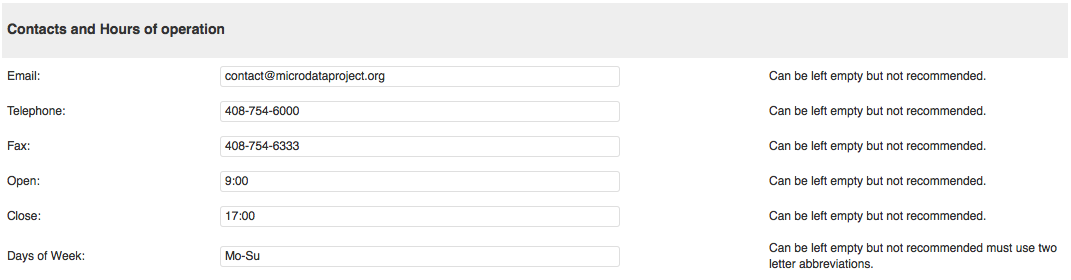 Contacts and Hours of operation
Email: contact@microdataproject.org Can be left empty but not recommended.
Telephone: 408-754-6000 Can be left empty but not recommended.
Fax: 408-754-6333 Can be left empty but not recommended.
Open: 9:00 Can be left empty but not recommended.
Close: 17:00 Can be left empty but not recommended.
Days of Week: Mo-Su Can be left empty but not recommended must use two
letter abbreviations.